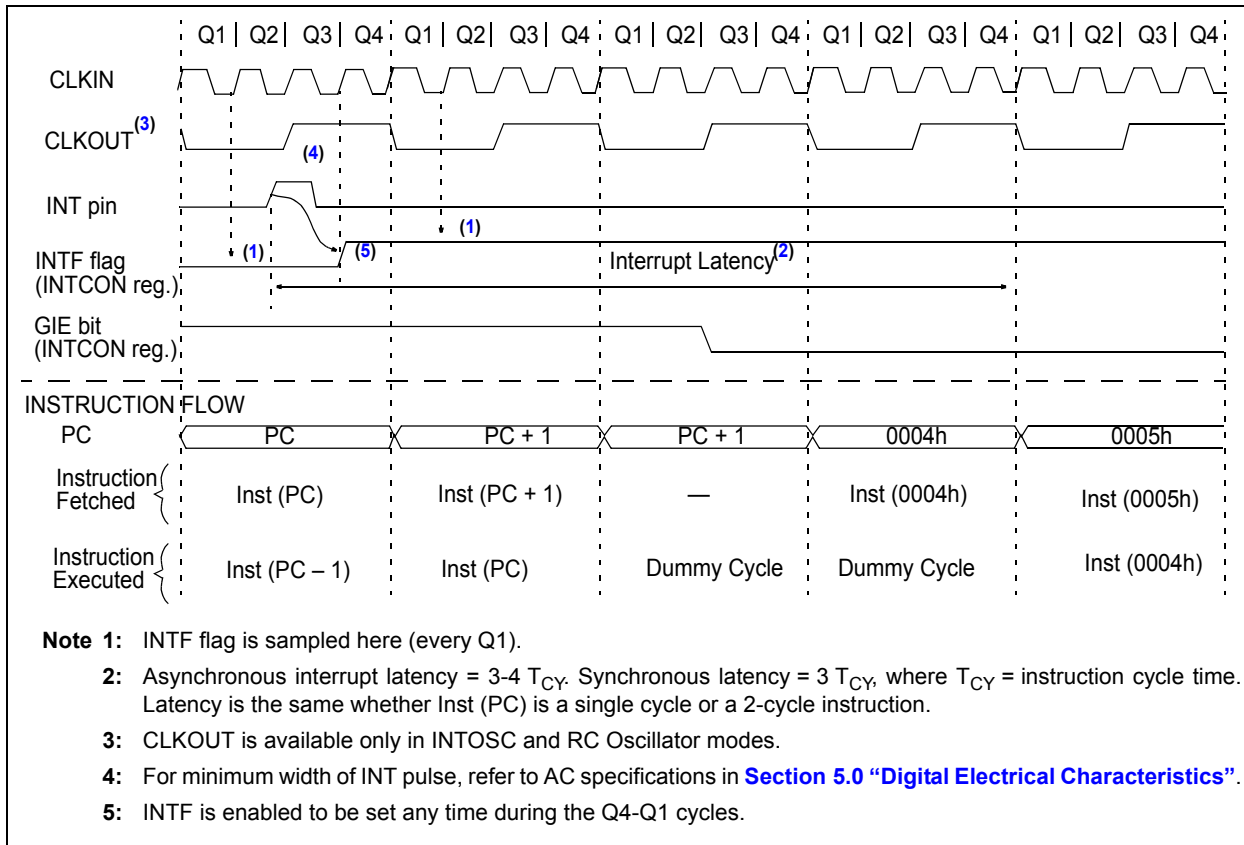 Q1 Q2 Q3 Q4 Q1 Q2 Q3 Q4 Q1 Q2 Q3 Q4 Q1 Q2 Q3 Q4 Q1 Q2 Q3 Q4
CLKIN
CLKOUT(3)
(4)
INT pin
(1) (5) (1)
INTF flag
(INTCON reg.)
Interrupt Latency(2)
GIE bit
(INTCON reg.)
INSTRUCTION FLOW
PC PC PC + 1 PC + 1 0004h 0005h
Instruction
Fetched
Inst (PC) Inst (PC + 1) — Inst (0004h) Inst (0005h)
Instruction
Executed
Inst (PC – 1) Inst (PC) Dummy Cycle Dummy Cycle Inst (0004h)
Note 1: INTF flag is sampled here (every Q1).
2: Asynchronous interrupt latency = 3-4 TCY. Synchronous latency = 3 TCY, where TCY = instruction cycle time.
Latency is the same whether Inst (PC) is a single cycle or a 2-cycle instruction.
3: CLKOUT is available only in INTOSC and RC Oscillator modes.
4: For minimum width of INT pulse, refer to AC specifications in Section 5.0 “Digital Electrical Characteristics”.
5: INTF is enabled to be set any time during the Q4-Q1 cycles.